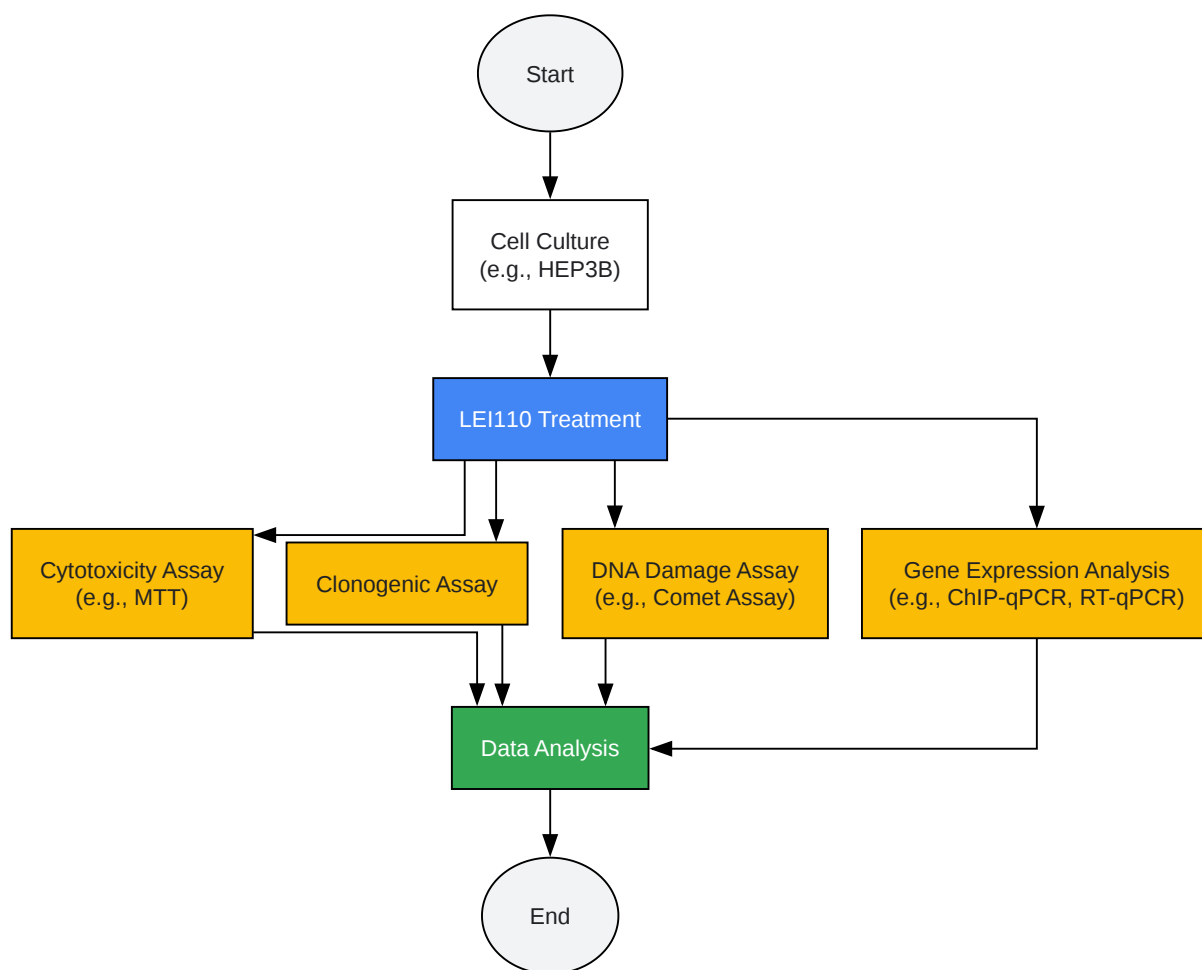 Start
Cell Culture
(e.g., HEP3B)
LEI110 Treatment
Cytotoxicity Assay
(e.g., MTT)
Clonogenic Assay
DNA Damage Assay
(e.g., Comet Assay)
Gene Expression Analysis
(e.g., ChIP-qPCR, RT-qPCR)
Data Analysis
End